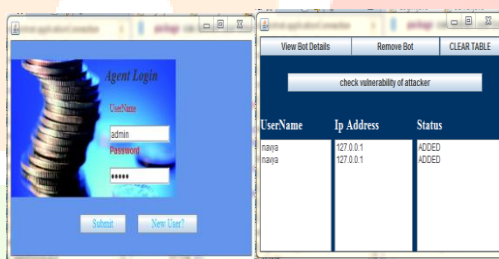 Agent Login
UserName
admin
Password
*****
Submit New User?
View Bot Details Remove Bot CLEAR TABLE
check vulnerability of attacker
UserName Ip Address Status
navya 127.0.0.1 ADDED
navya 127.0.0.1 ADDED